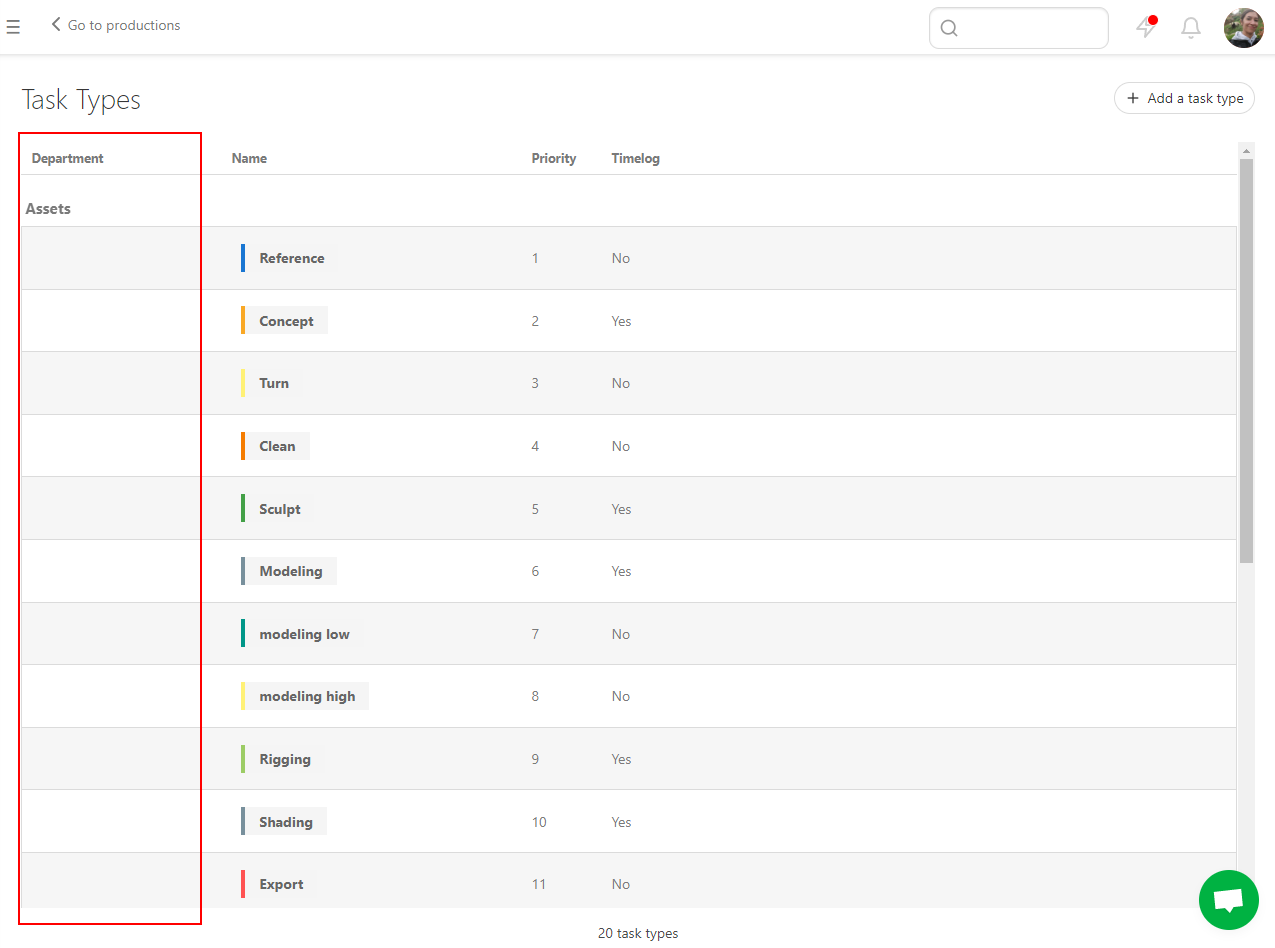 Go to productions
Task Types
Add a task type
Department Name Priority Timelog
Assets
Reference 1 No
Concept 2 Yes
Turn 3 No
Clean 4 No
Sculpt 5 Yes
Modeling 6 Yes
modeling low 7 No
modeling high 8 No
Rigging 9 Yes
Shading 10 Yes
Export 11 No
20 task types